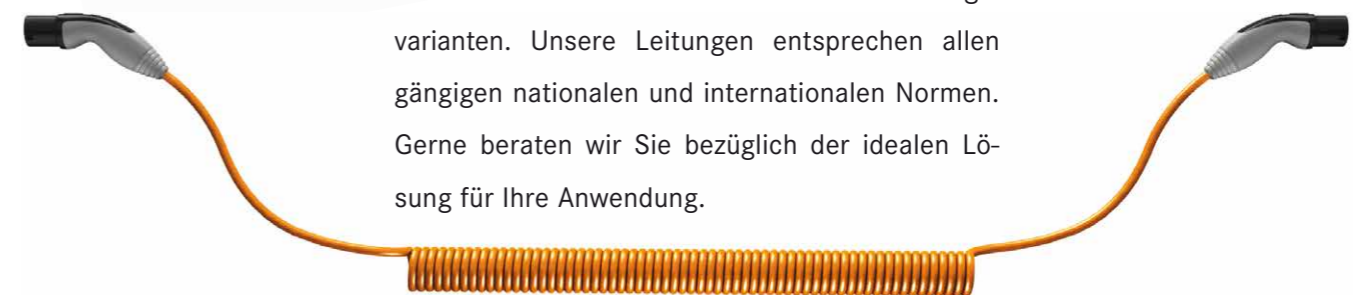 varianten. Unsere Leitungen entsprechen allen
gängigen nationalen und internationalen Normen.
Gerne beraten wir Sie bezüglich der idealen Lö-
sung für Ihre Anwendung.